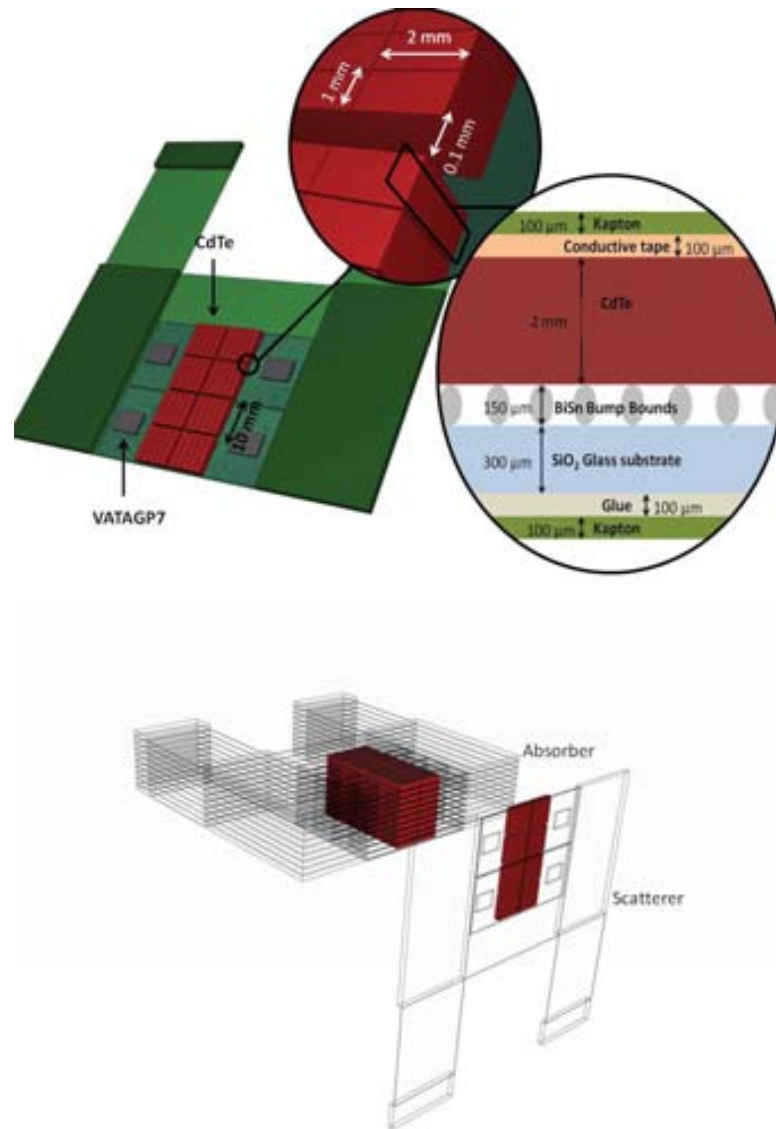 2 mm
1 mm
0.1 mm
CdTe
10 mm
VATAGP7
100 µm Kapton
Conductive tape 100 µm
CdTe
2 mm
150 µm BiSn Bump Bounds
SiO₂ Glass substrate
300 µm
Glue 100 µm
100 µm Kapton
Absorber
Scatterer